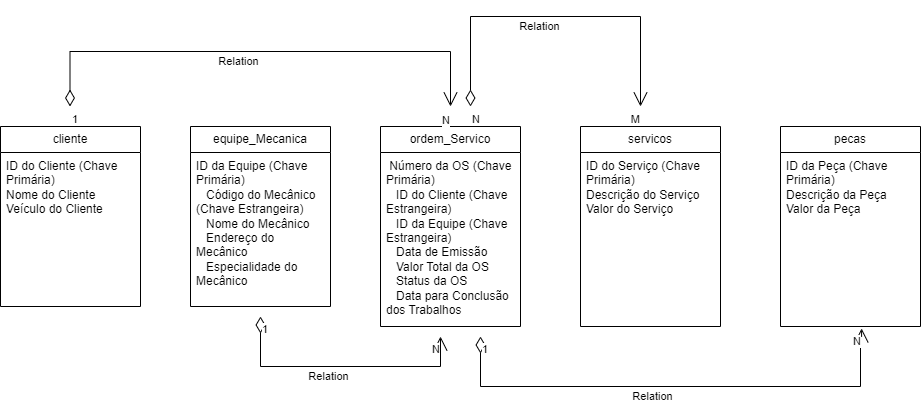 Relation
Relation
1
N
N
M
cliente
ID do Cliente (Chave
Primária)
Nome do Cliente
Veículo do Cliente
equipe_Mecanica
ID da Equipe (Chave
Primária)
Código do Mecânico
(Chave Estrangeira)
Nome do Mecânico
Endereço do
Mecânico
Especialidade do
Mecânico
ordem_Servico
Número da OS (Chave
Primária)
ID do Cliente (Chave
Estrangeira)
ID da Equipe (Chave
Estrangeira)
Data de Emissão
Valor Total da OS
Status da OS
Data para Conclusão
dos Trabalhos
servicos
ID do Serviço (Chave
Primária)
Descrição do Serviço
Valor do Serviço
pecas
ID da Peça (Chave
Primária)
Descrição da Peça
Valor da Peça
1
N
1
N
Relation
Relation